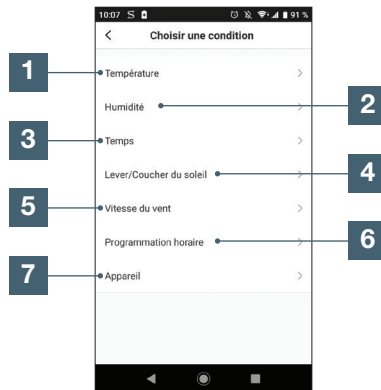 10:07 S 91 %
Choisir une condition
1
Température
Humidité
2
3
Temps
Lever/Coucher du soleil
4
5
Vitesse du vent
Programmation horaire
6
7
Appareil